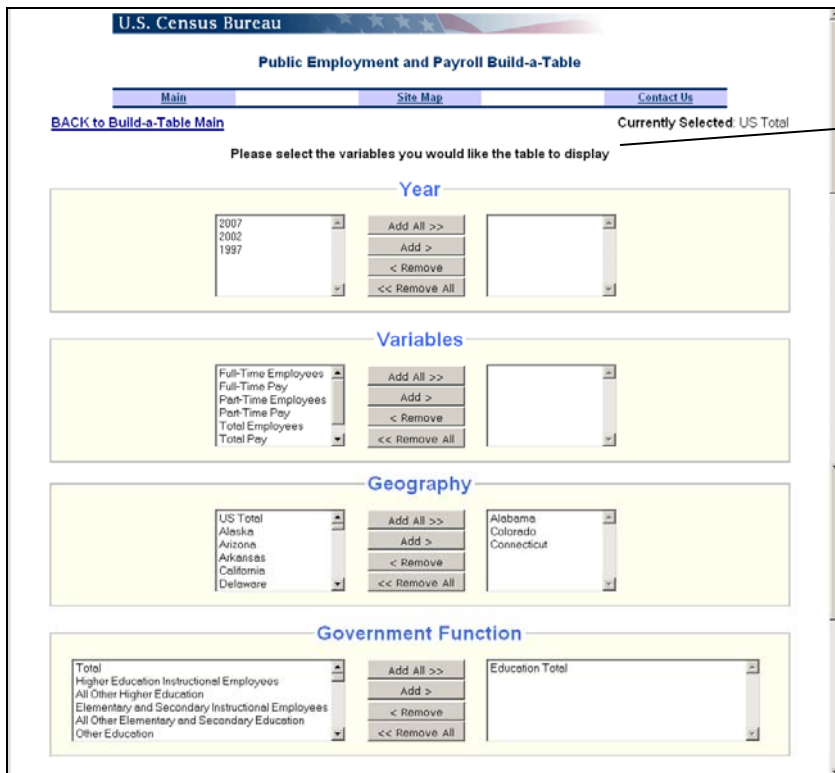 U.S. Census Bureau
Public Employment and Payroll Build-a-Table
Main Site Map Contact Us
BACK to Build-a-Table Main Currently Selected: US Total
Please select the variables you would like the table to display
Year
2007
2002
1997
Add All >>
Add >
< Remove
<< Remove All
Variables
Full-Time Employees
Full-Time Pay
Part-Time Employees
Part-Time Pay
Total Employees
Total Pay
Add All >>
Add >
< Remove
<< Remove All
Geography
US Total
Alaska
Arizona
Arkansas
California
Delaware
Add All >>
Add >
< Remove
<< Remove All
Alabama
Colorado
Connecticut
Government Function
Total
Higher Education Instructional Employees
All Other Higher Education
Elementary and Secondary Instructional Employees
All Other Elementary and Secondary Education
Other Education
Add All >>
Add >
< Remove
<< Remove All
Education Total